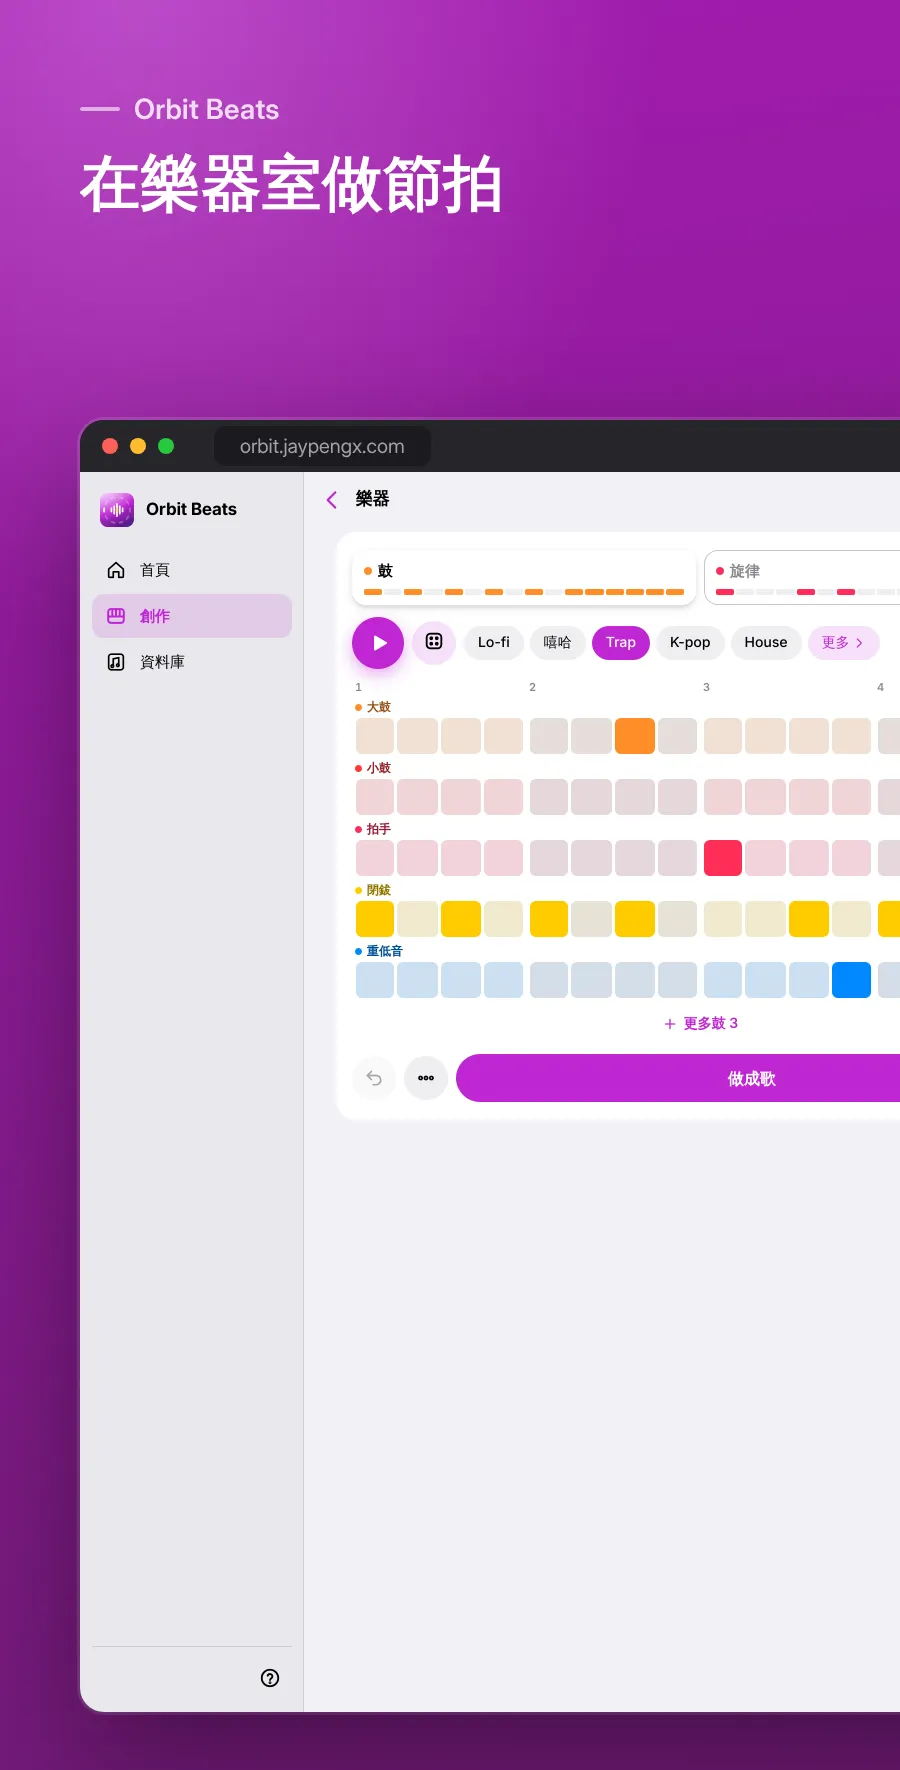 Orbit Beats
在樂器室做節拍
orbit.jaypengx.com
Orbit Beats
首頁
創作
資料庫
樂器
鼓
旋律
Lo-fi 嘻哈 Trap K-pop House 更多
1 2 3 4
大鼓
小鼓
拍手
閉鈸
重低音
更多鼓 3
做成歌